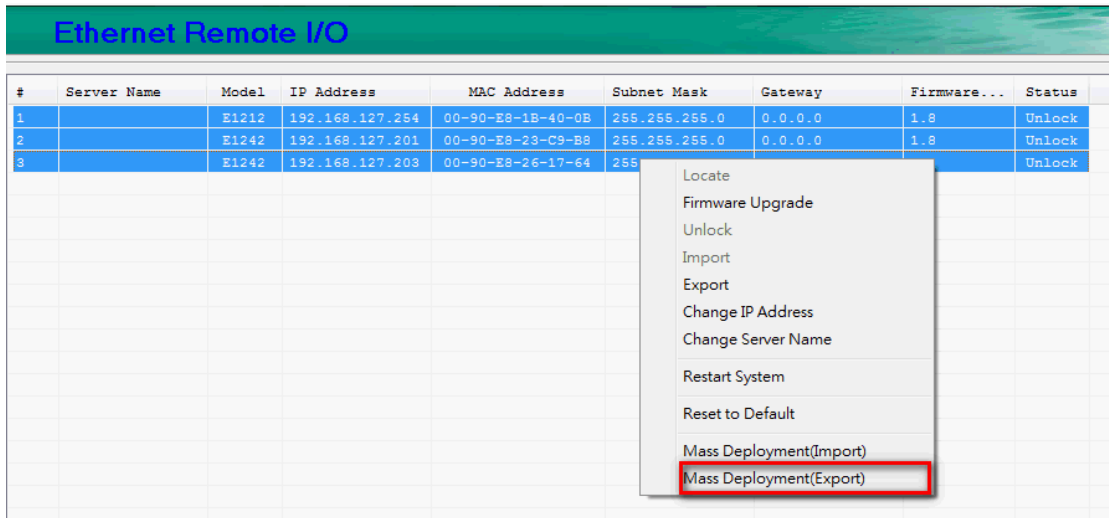 Ethernet Remote I/O
# Server Name Model IP Address MAC Address Subnet Mask Gateway Firmware... Status
1 E1212 192.168.127.254 00-90-E8-1B-40-0B 255.255.255.0 0.0.0.0 1.8 Unlock
2 E1242 192.168.127.201 00-90-E8-23-C9-B8 255.255.255.0 0.0.0.0 1.8 Unlock
3 E1242 192.168.127.203 00-90-E8-26-17-64 255 Unlock
Locate
Firmware Upgrade
Unlock
Import
Export
Change IP Address
Change Server Name
Restart System
Reset to Default
Mass Deployment(Import)
Mass Deployment(Export)